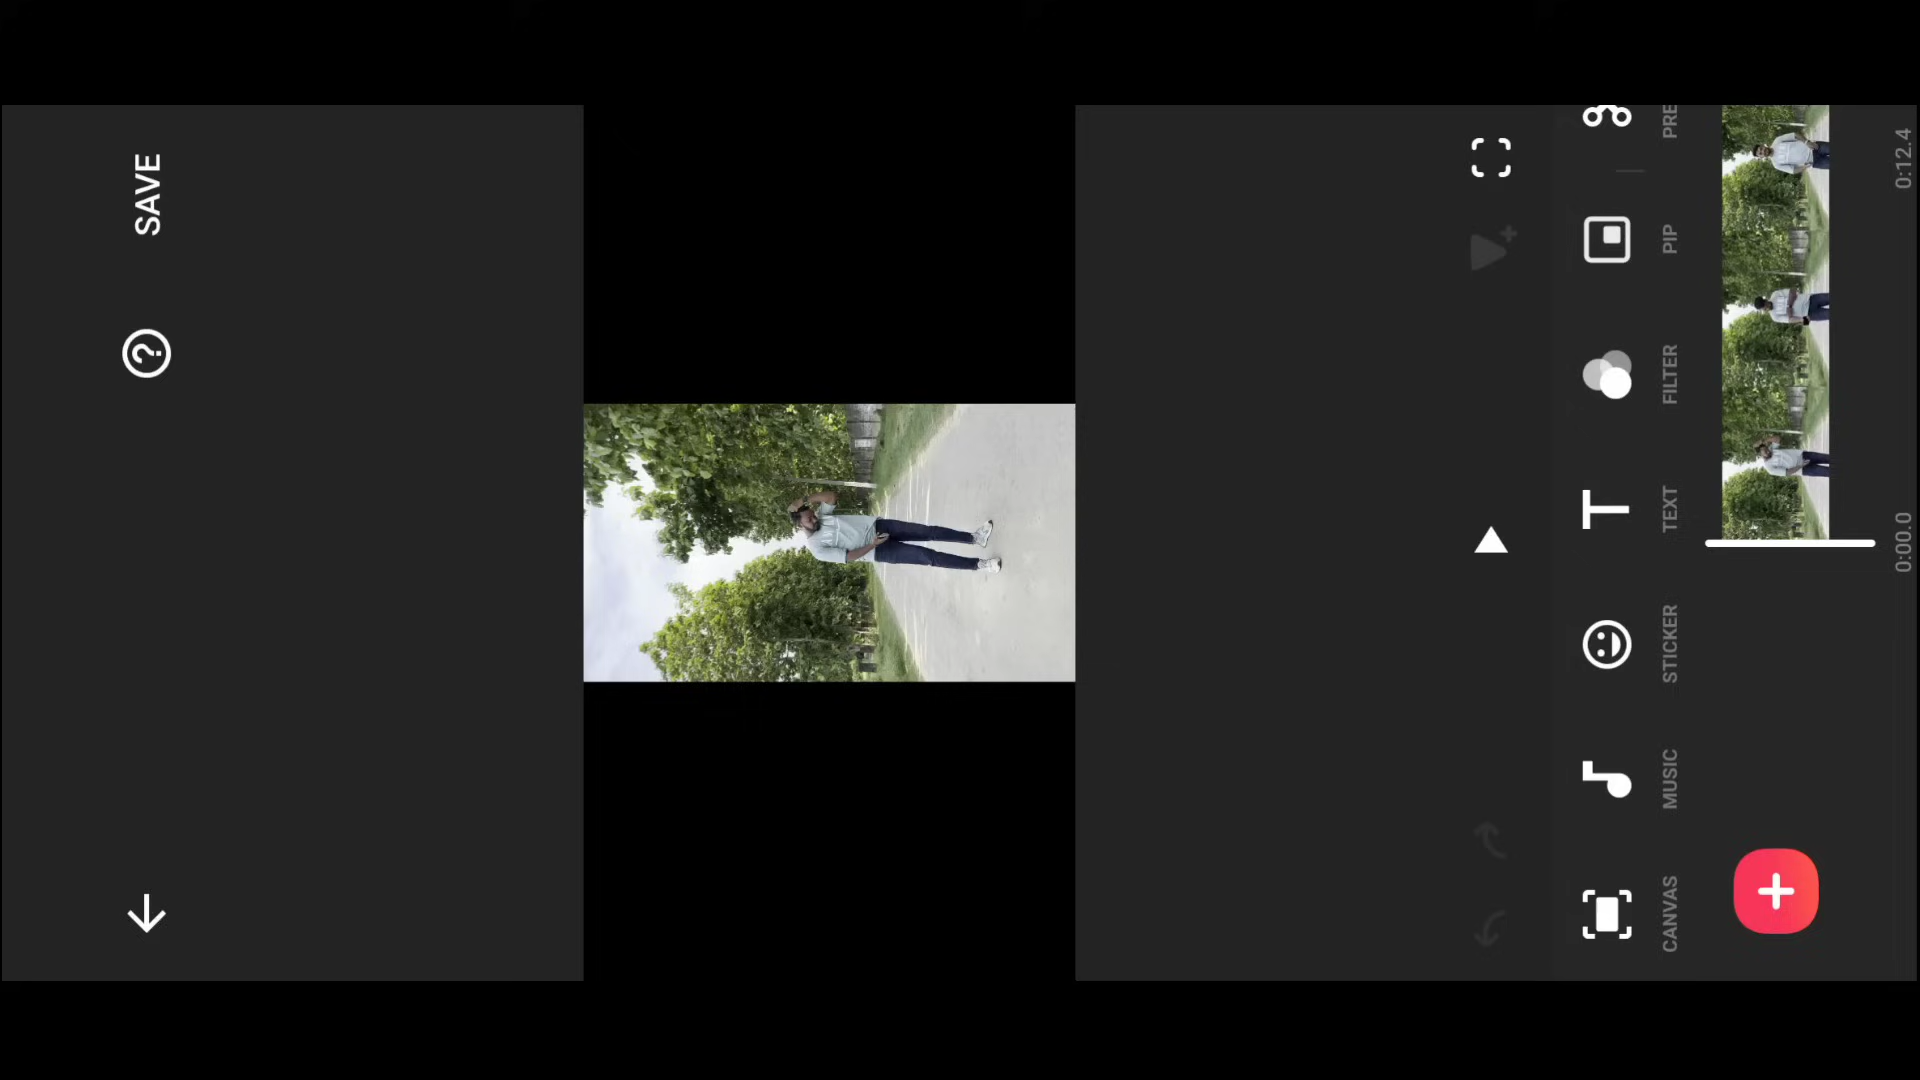 SAVE
CANVAS
MUSIC
STICKER
TEXT
FILTER
PIP
PRE
0:00.0
0:12.4